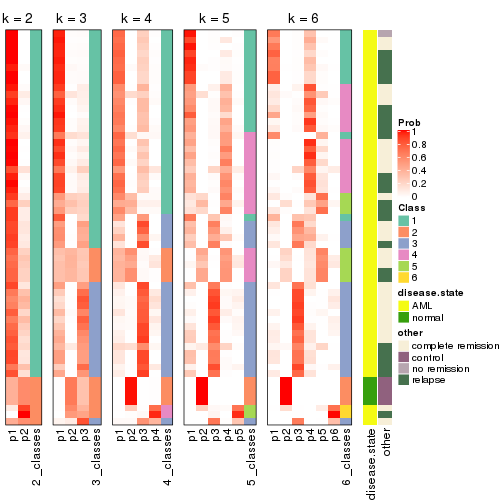 k = 2
k = 3
k = 4
k = 5
k = 6
p1
p2
2_classes
p1
p2
p3
3_classes
p1
p2
p3
p4
4_classes
p1
p2
p3
p4
p5
5_classes
p1
p2
p3
p4
p5
p6
6_classes
disease.state
other
Prob
1
0.8
0.6
0.4
0.2
0
Class
1
2
3
4
5
6
disease.state
AML
normal
other
complete remission
control
no remission
relapse